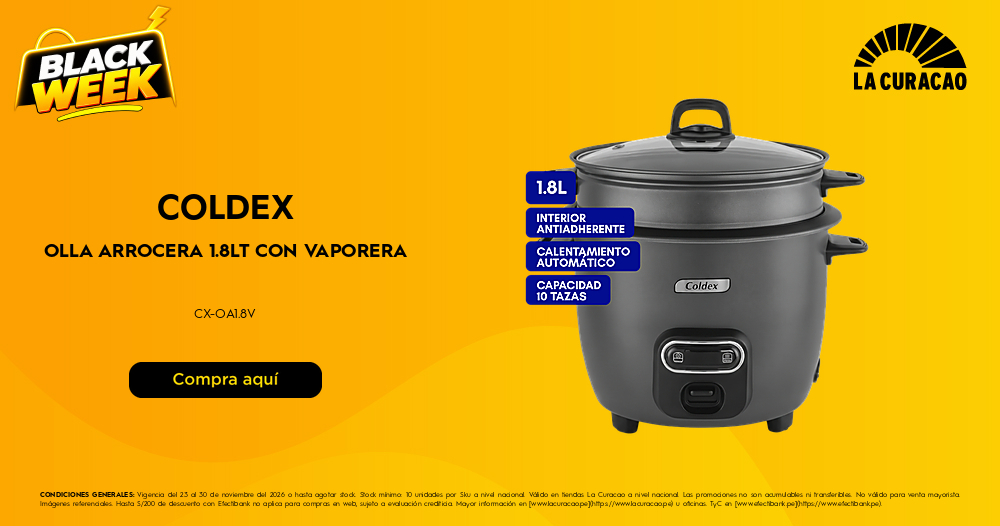 BLACK
WEEK
LA CURACAO
COLDEX
OLLA ARROCERA 1.8LT CON VAPORERA
CX-OA1.8V
Compra aquí
1.8L
INTERIOR
ANTIADHERENTE
CALENTAMIENTO
AUTOMÁTICO
CAPACIDAD
10 TAZAS
Coldex
CONDICIONES GENERALES: Vigencia del 23 al 30 de noviembre del 2026 o hasta agotar stock. Stock mínimo: 10 unidades por Sku a nivel nacional. Válido en tiendas La Curacao a nivel nacional. Las promociones no son acumulables ni transferibles. No válido para venta mayorista.
Imágenes referenciales. Hasta S/200 de descuento con Efectibank no aplica para compras en web, sujeto a evaluación crediticia. Mayor información en [www.lacuracao.pe](https://www.lacuracao.pe) u oficinas. TyC en [www.efectibank.pe](https://www.efectibank.pe).